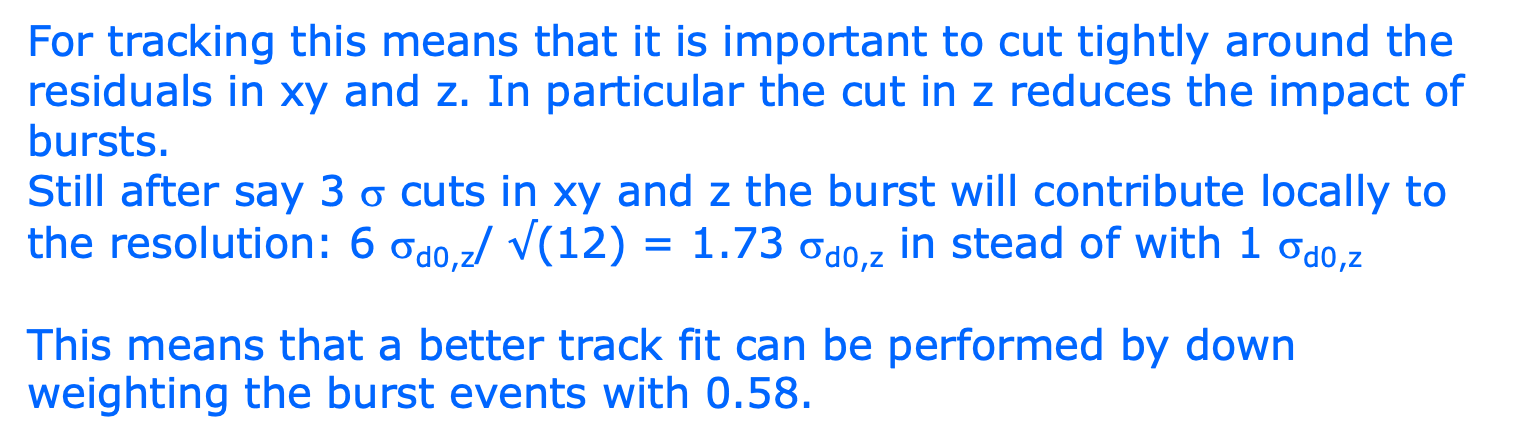 For tracking this means that it is important to cut tightly around the
residuals in xy and z. In particular the cut in z reduces the impact of
bursts.
Still after say 3 σ cuts in xy and z the burst will contribute locally to
the resolution: 6 σd0,z/ √(12) = 1.73 σd0,z in stead of with 1 σd0,z
This means that a better track fit can be performed by down
weighting the burst events with 0.58.